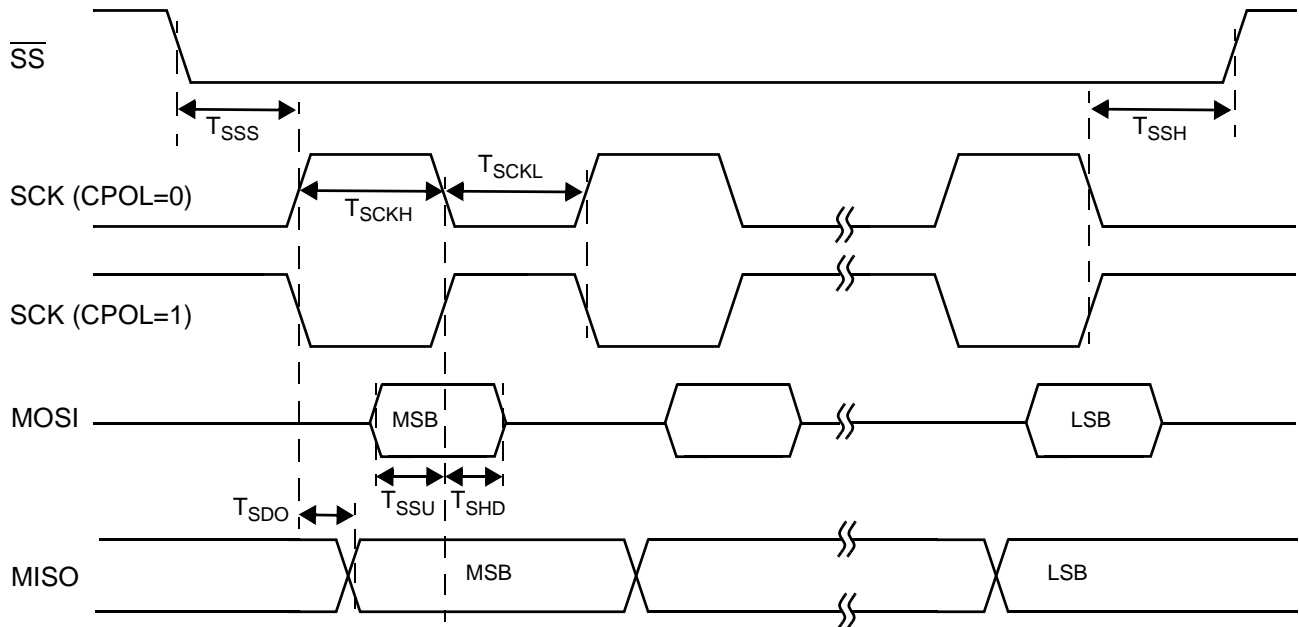 SS
TSSS
TSSH
SCK (CPOL=0)
TSCKH
TSCKL
SCK (CPOL=1)
MOSI
MSB
LSB
TSSU
TSHD
TSDO
MISO
MSB
LSB